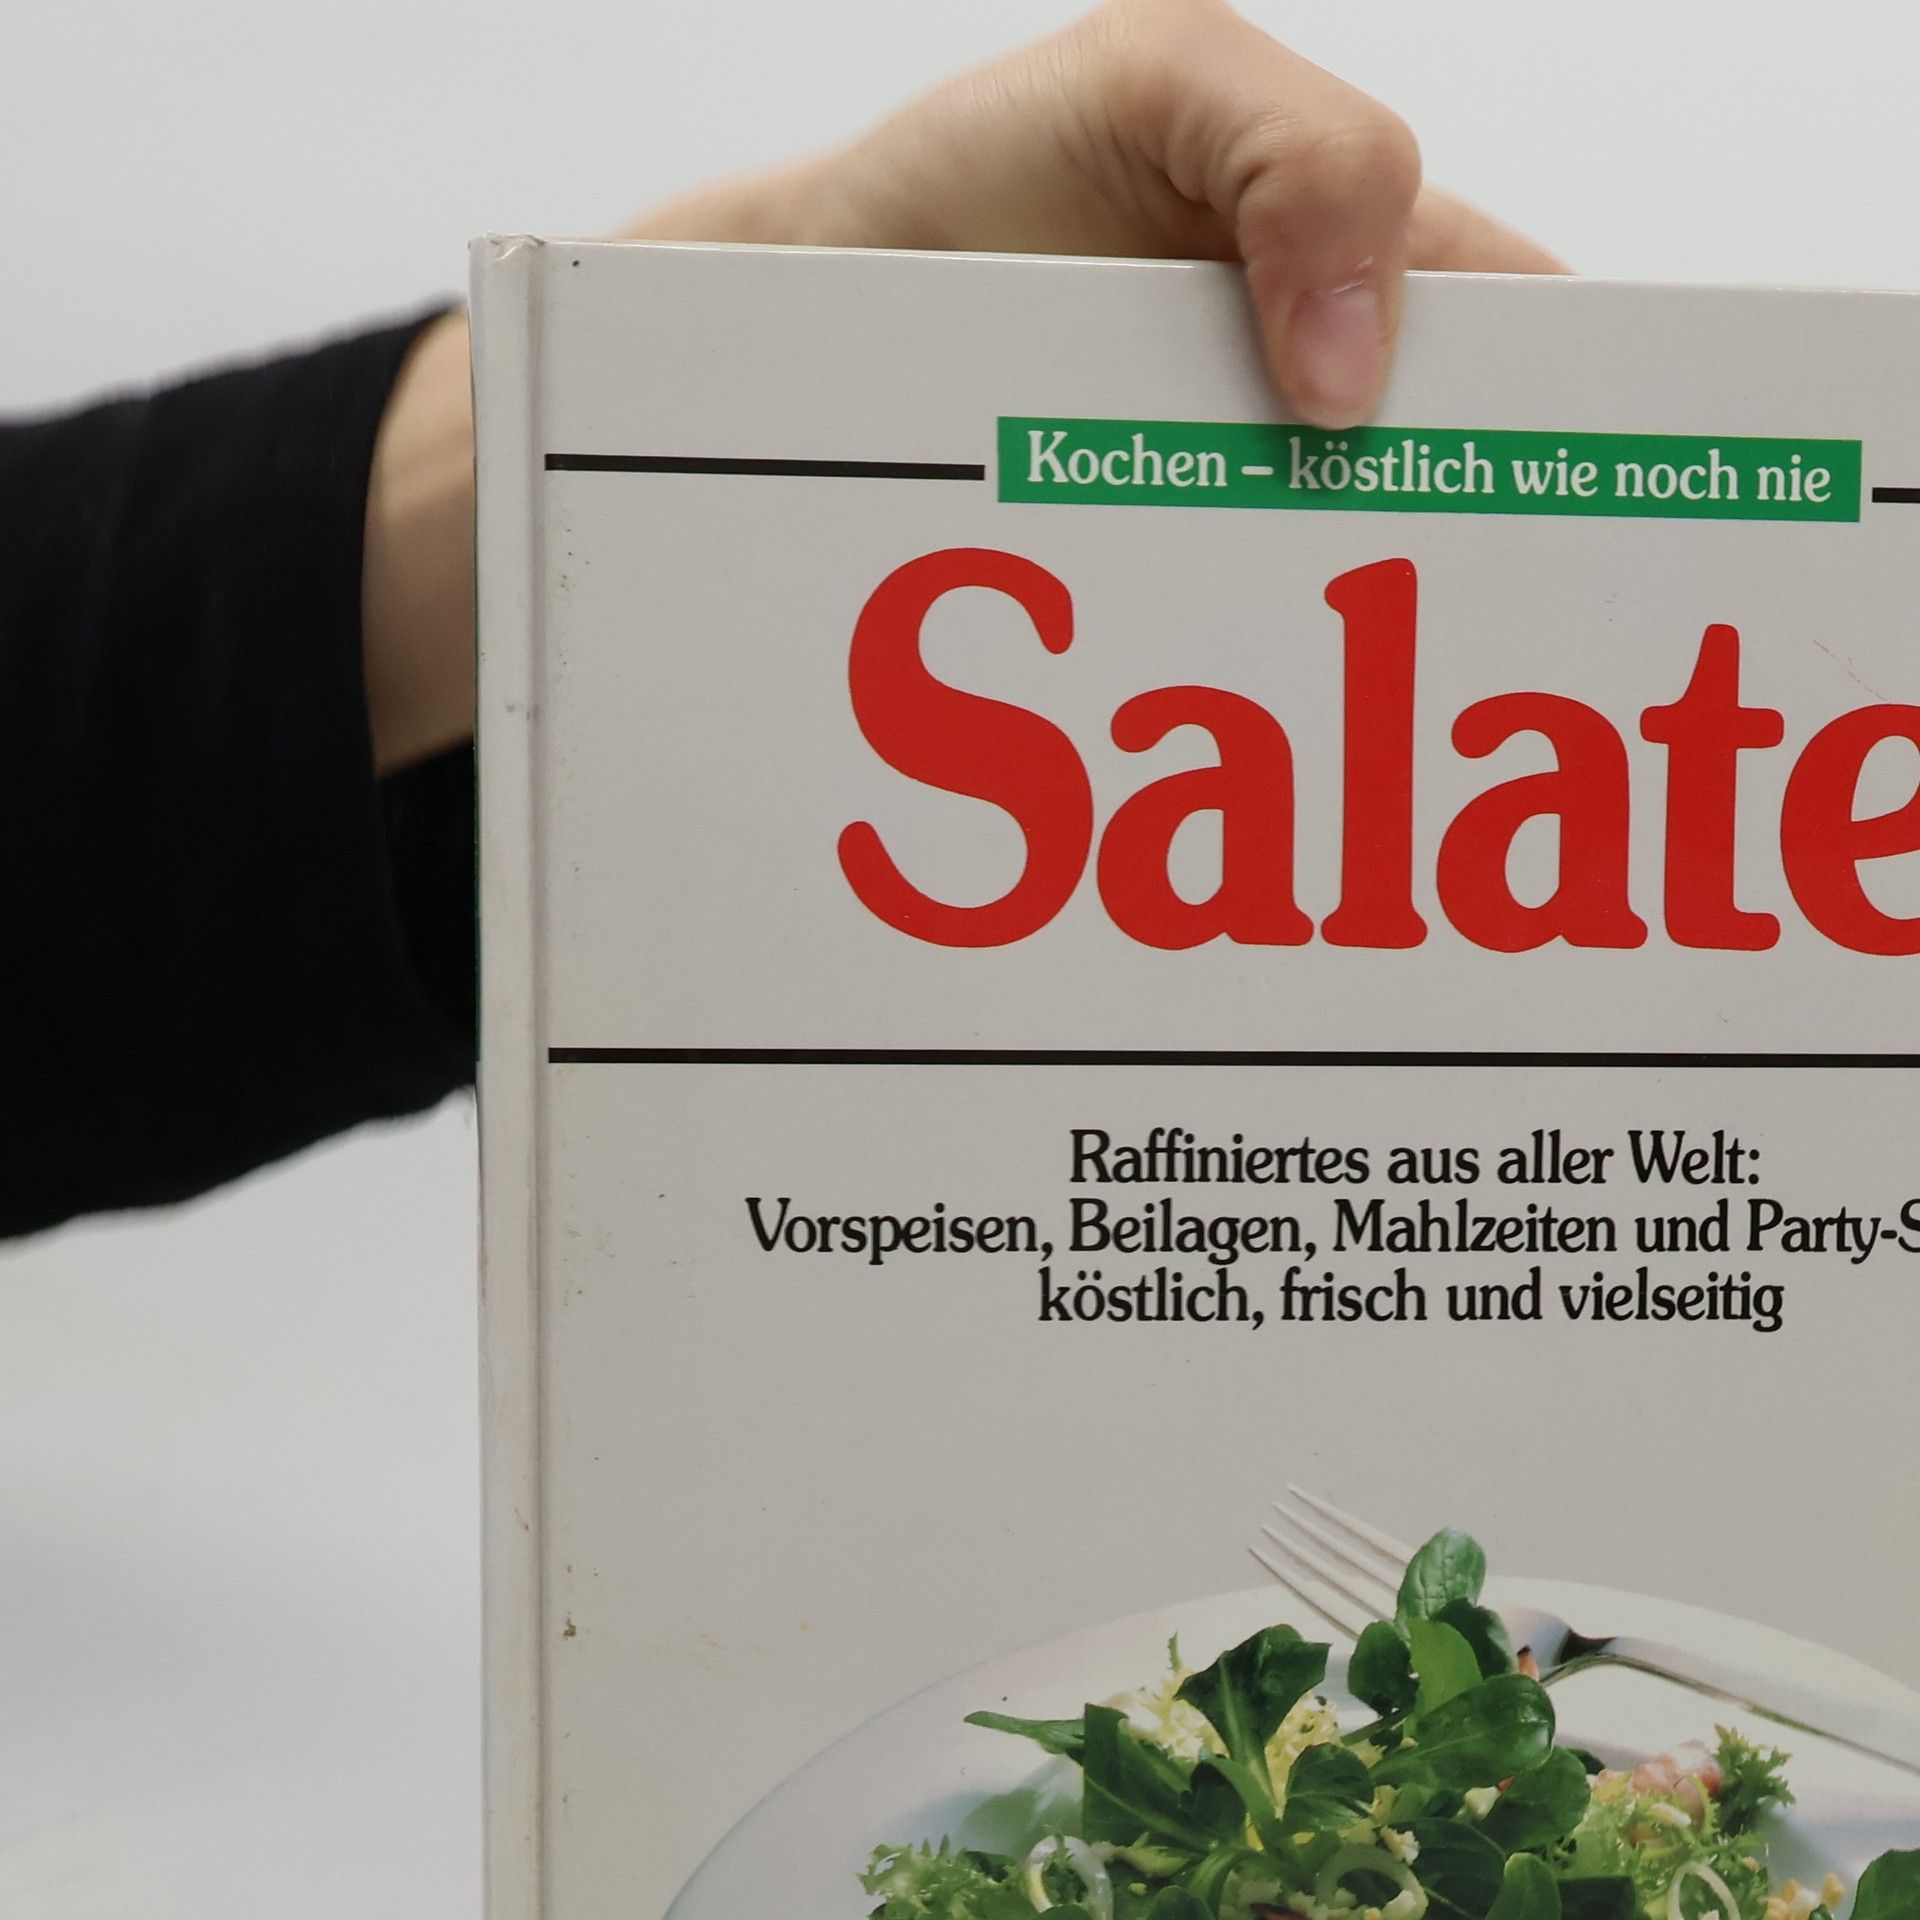 Kochen – köstlich wie noch nie
Salate
Raffiniertes aus aller Welt:
Vorspeisen, Beilagen, Mahlzeiten und
köstlich, frisch und vielseitig